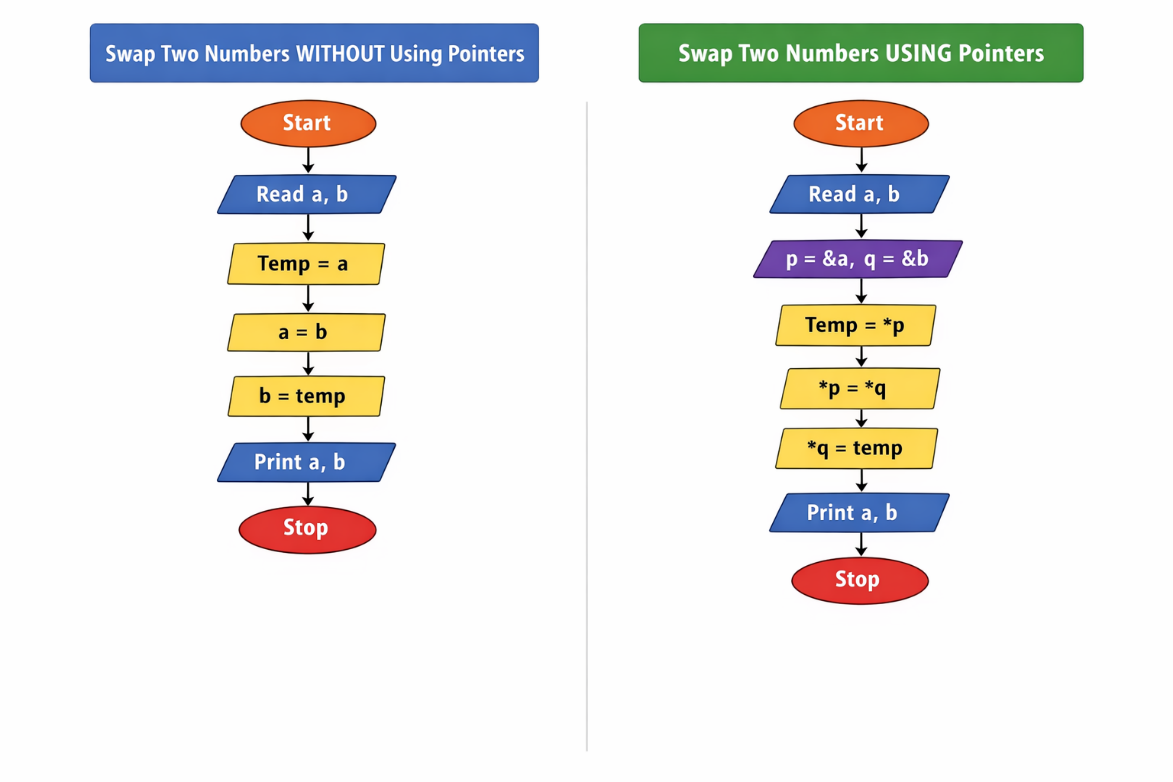 Swap Two Numbers WITHOUT Using Pointers
Start
Read a, b
Temp = a
a = b
b = temp
Print a, b
Stop
Swap Two Numbers USING Pointers
Start
Read a, b
p = &a, q = &b
Temp = *p
*p = *q
*q = temp
Print a, b
Stop